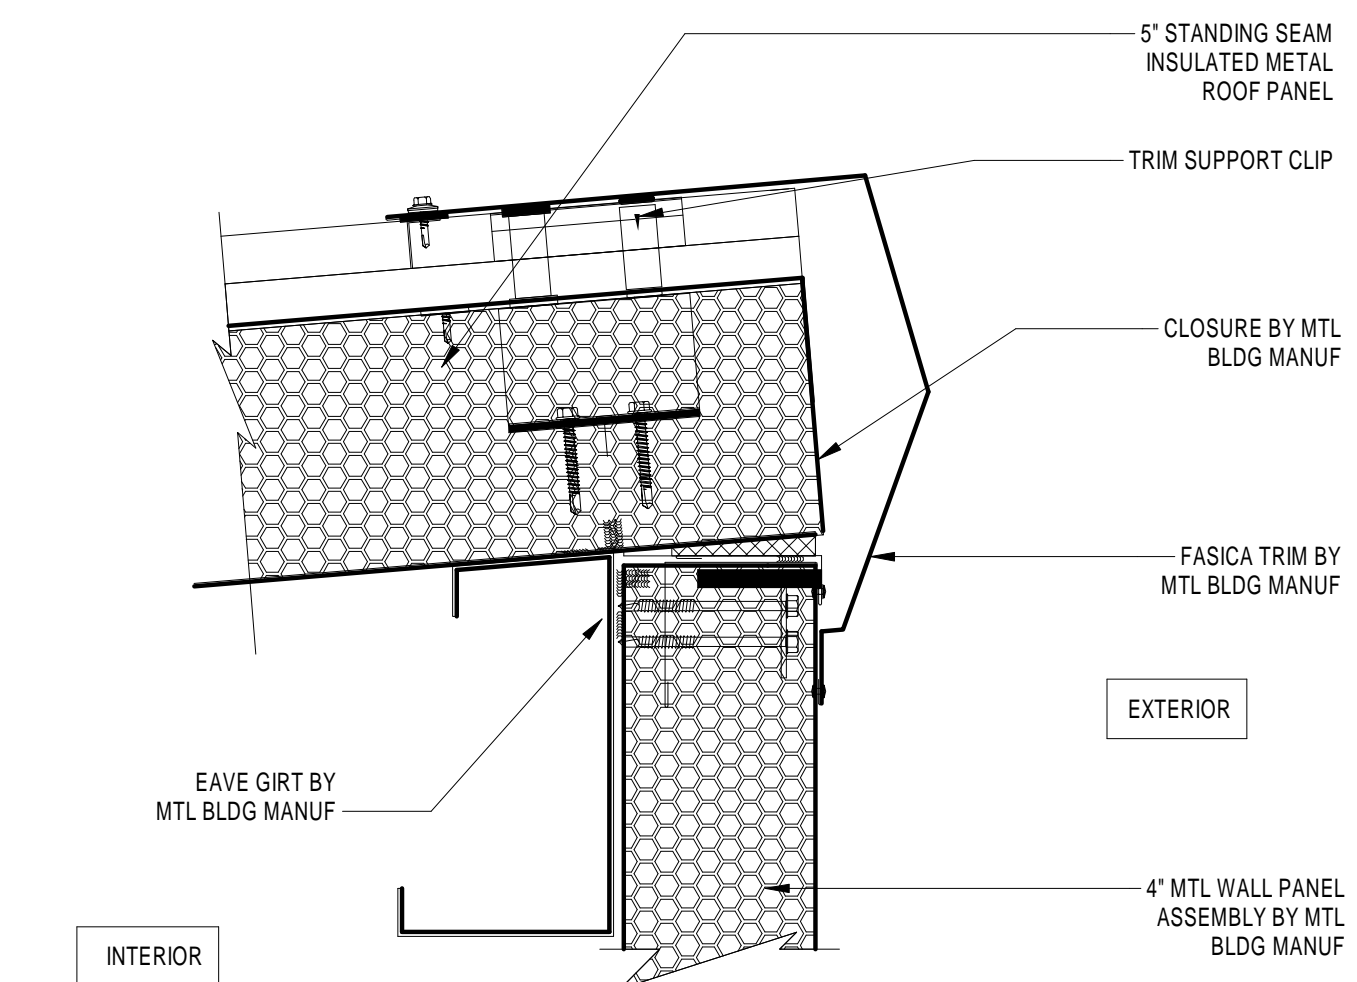 5" STANDING SEAM
INSULATED METAL
ROOF PANEL
TRIM SUPPORT CLIP
CLOSURE BY MTL
BLDG MANUF
FASICA TRIM BY
MTL BLDG MANUF
EXTERIOR
EAVE GIRT BY
MTL BLDG MANUF
4" MTL WALL PANEL
ASSEMBLY BY MTL
BLDG MANUF
INTERIOR